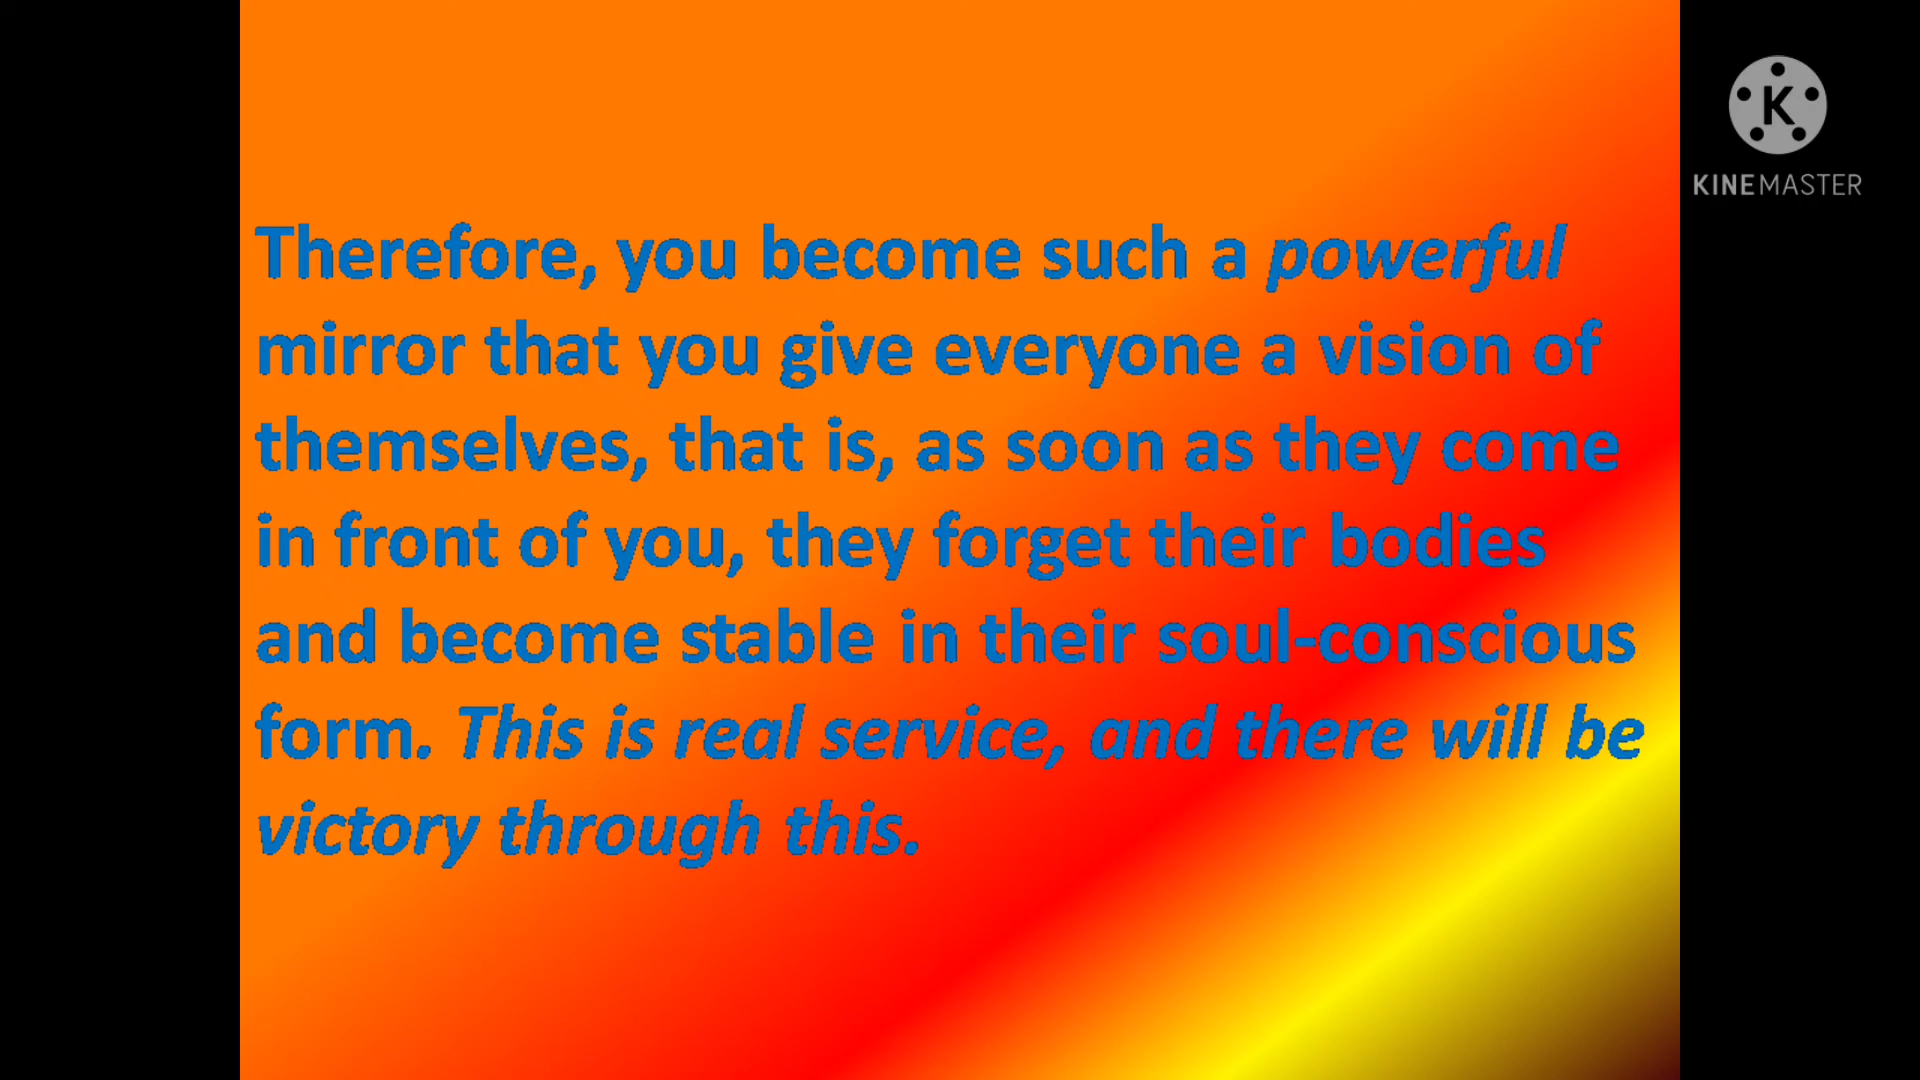 Therefore, you become such a powerful
mirror that you give everyone a vision of
themselves, that is, as soon as they come
in front of you, they forget their bodies
and become stable in their soul-conscious
form. This is real service, and there will be
victory through this.
K
KINEMASTER